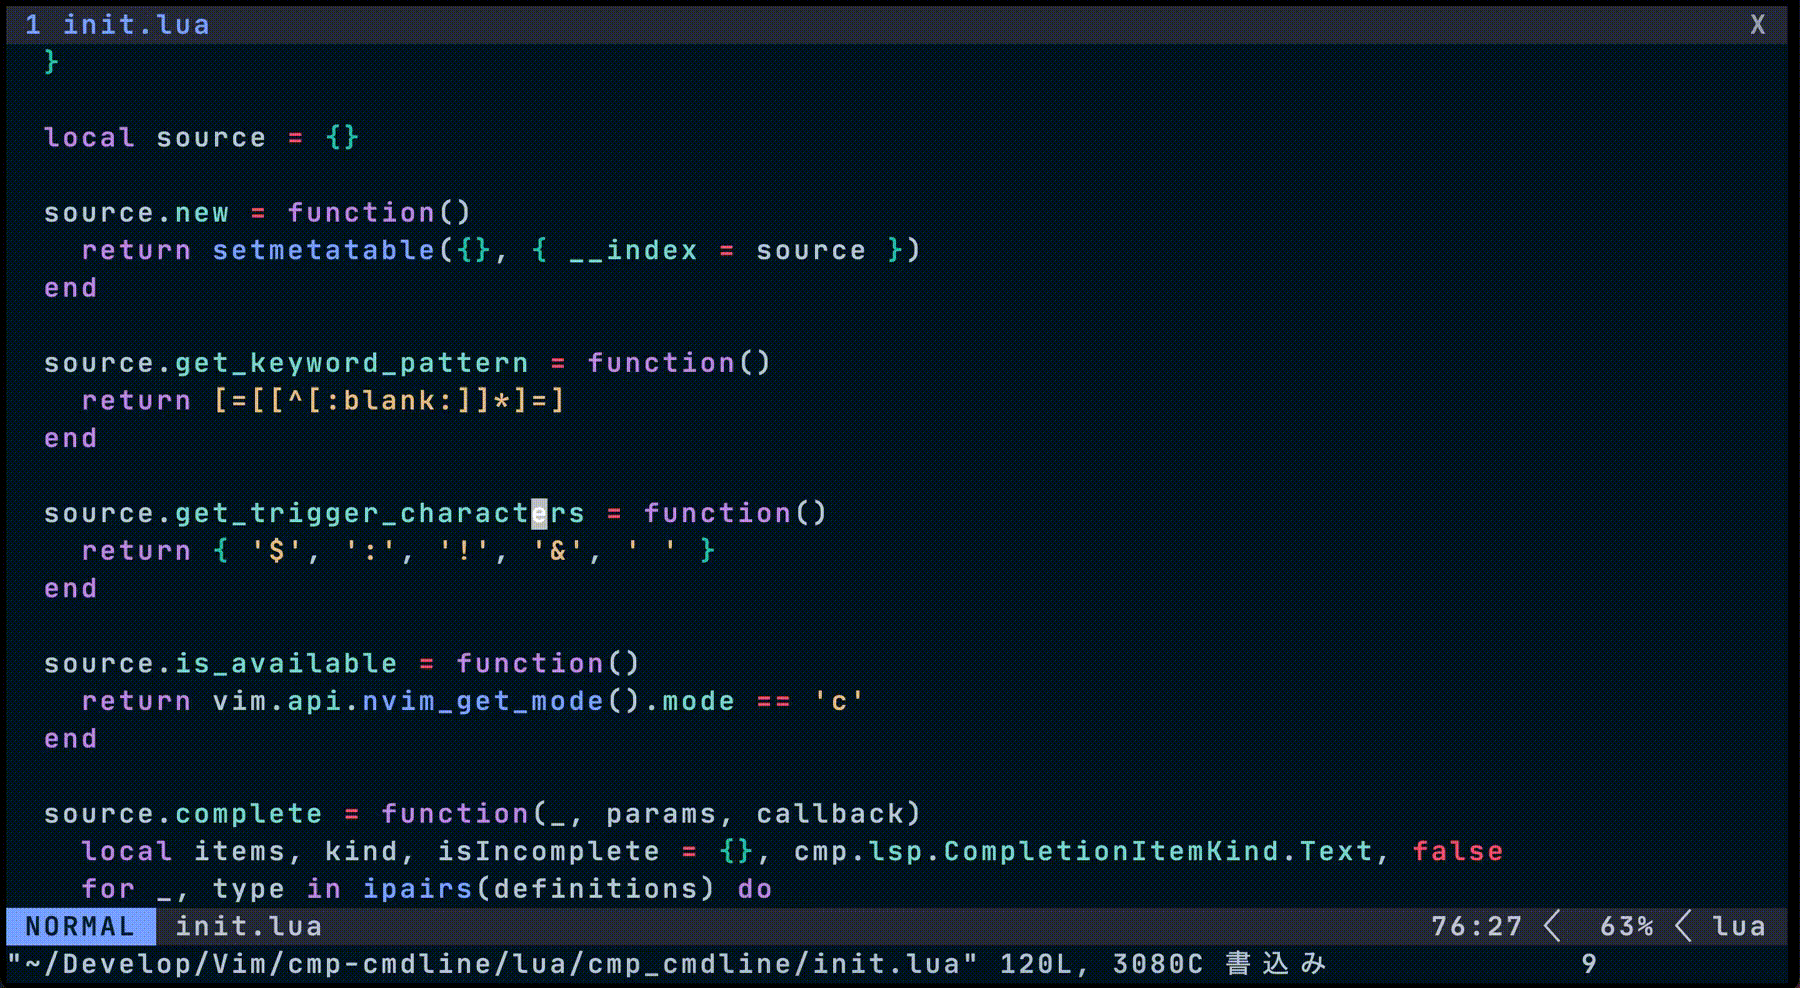 1 init.lua X
}
local source = {}
source.new = function()
  return setmetatable({}, { __index = source })
end
source.get_keyword_pattern = function()
  return [=[[^[:blank:]]*]=]
end
source.get_trigger_characters = function()
  return { '$', ':', '!', '&', ' ' }
end
source.is_available = function()
  return vim.api.nvim_get_mode().mode == 'c'
end
source.complete = function(_, params, callback)
  local items, kind, isIncomplete = {}, cmp.lsp.CompletionItemKind.Text, false
  for _, type in ipairs(definitions) do
NORMAL init.lua 76:27 < 63% < lua
"~/Develop/Vim/cmp-cmdline/lua/cmp_cmdline/init.lua" 120L, 3080C 書込み 9